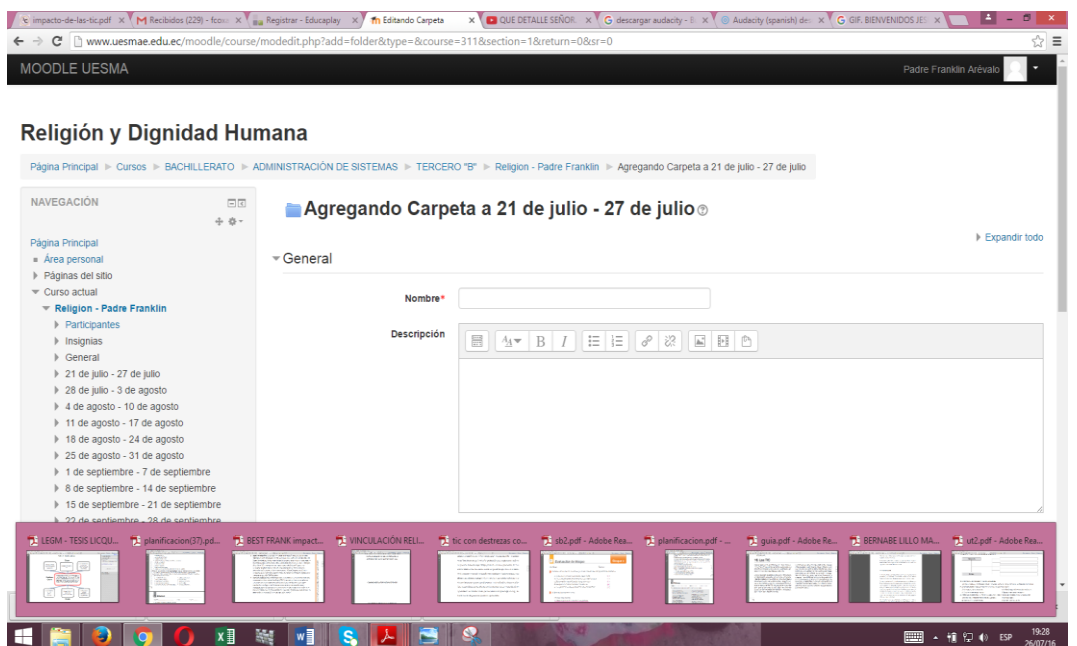 impacto-de-las-tic.pdf
Recibidos (229) - fcous
Registrar - Educaplay
Editando Carpeta
QUE DETALLE SEÑOR.
descargar audacity - B
Audacity (spanish) de
GIF. BIENVENIDOS JES
www.uesmae.edu.ec/moodle/course/modedit.php?add=folder&type=&course=311&section=1&return=0&sr=0
MOODLE UESMA
Padre Franklin Arévalo
Religión y Dignidad Humana
Página Principal Cursos BACHILLERATO ADMINISTRACIÓN DE SISTEMAS TERCERO "B" Religion - Padre Franklin Agregando Carpeta a 21 de julio - 27 de julio
NAVEGACIÓN
Página Principal
Área personal
Páginas del sitio
Curso actual
Religion - Padre Franklin
Participantes
Insignias
General
21 de julio - 27 de julio
28 de julio - 3 de agosto
4 de agosto - 10 de agosto
11 de agosto - 17 de agosto
18 de agosto - 24 de agosto
25 de agosto - 31 de agosto
1 de septiembre - 7 de septiembre
8 de septiembre - 14 de septiembre
15 de septiembre - 21 de septiembre
22 de septiembre - 28 de septiembre
Agregando Carpeta a 21 de julio - 27 de julio
Expandir todo
General
Nombre*
Descripción
LEGM - TESIS LICQU...
planificacion(37).pd...
BEST FRANK impact...
VINCULACIÓN RELI...
tic con destrezas co...
sb2.pdf - Adobe Rea...
planificacion.pdf - ...
guia.pdf - Adobe Re...
BERNABE LILLO MA...
ut2.pdf - Adobe Rea...
ESP
19:28
26/07/16